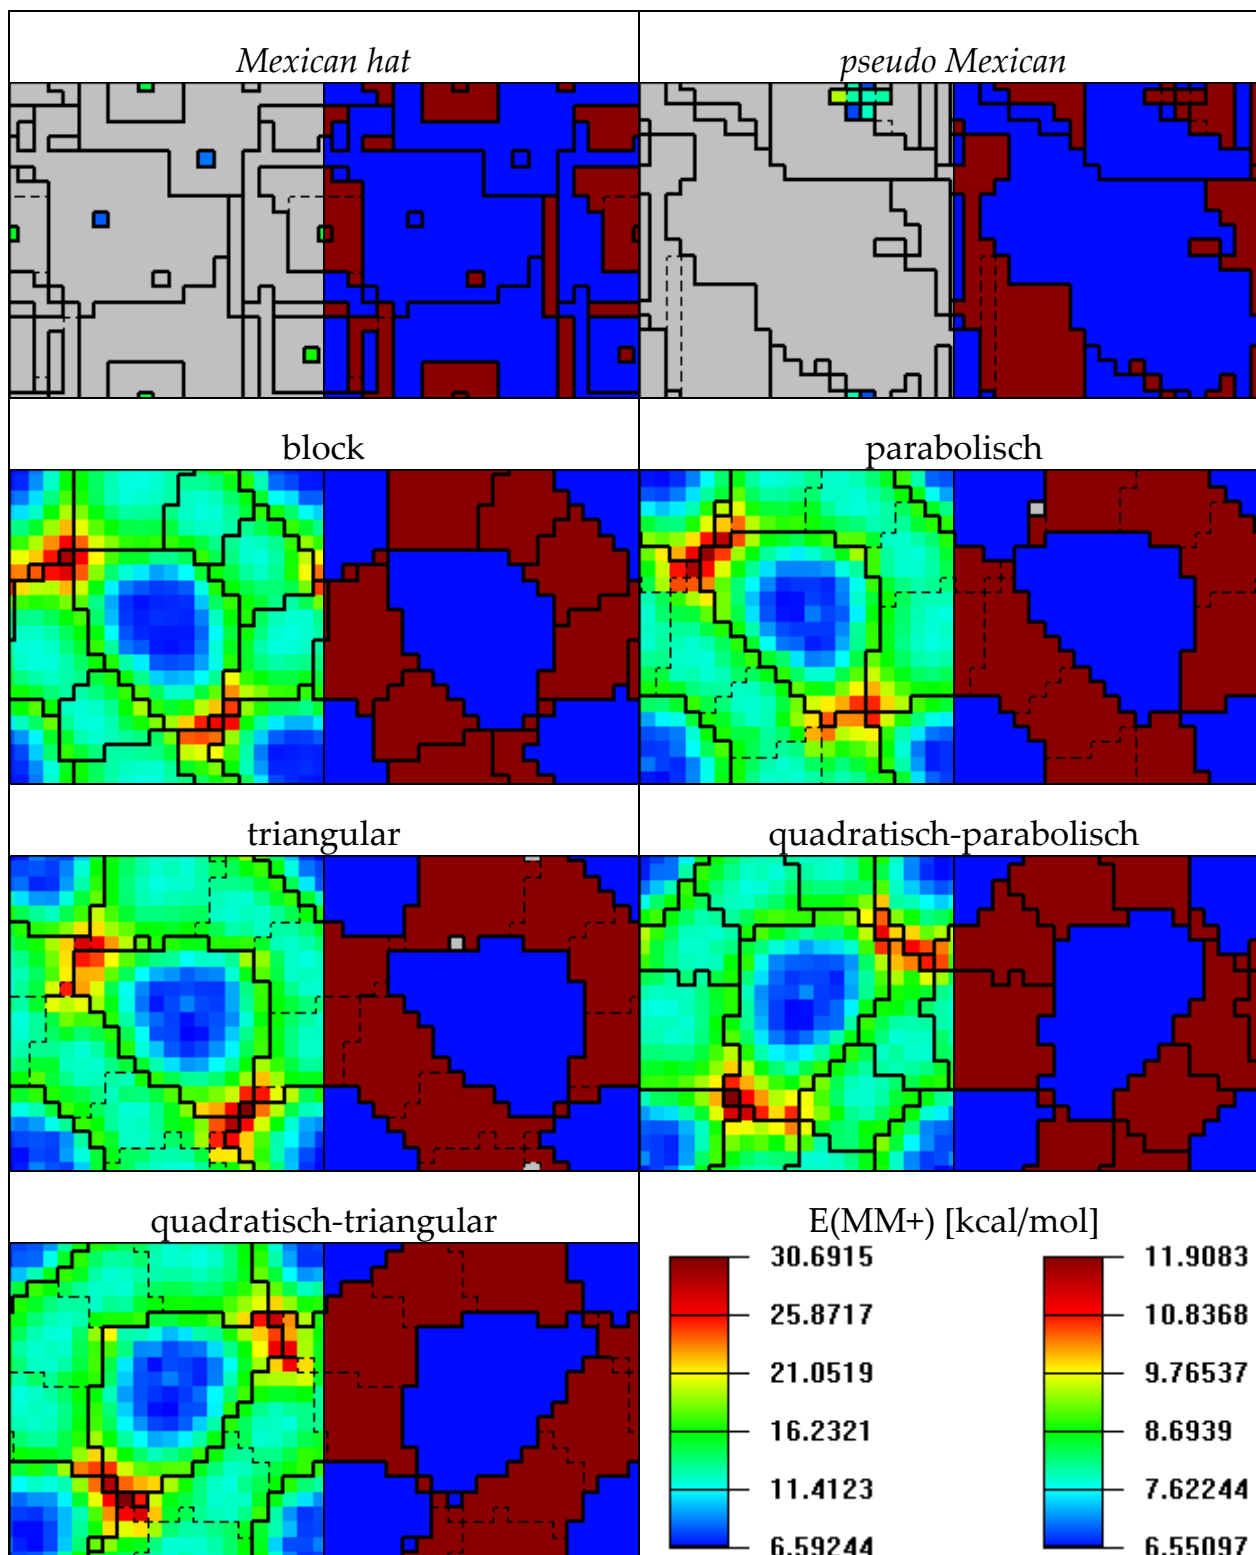 Mexican hat
pseudo Mexican
block
parabolisch
triangular
quadratisch-parabolisch
quadratisch-triangular
E(MM+) [kcal/mol]
30.6915
11.9083
25.8717
10.8368
21.0519
9.76537
16.2321
8.6939
11.4123
7.62244
6.59244
6.55097